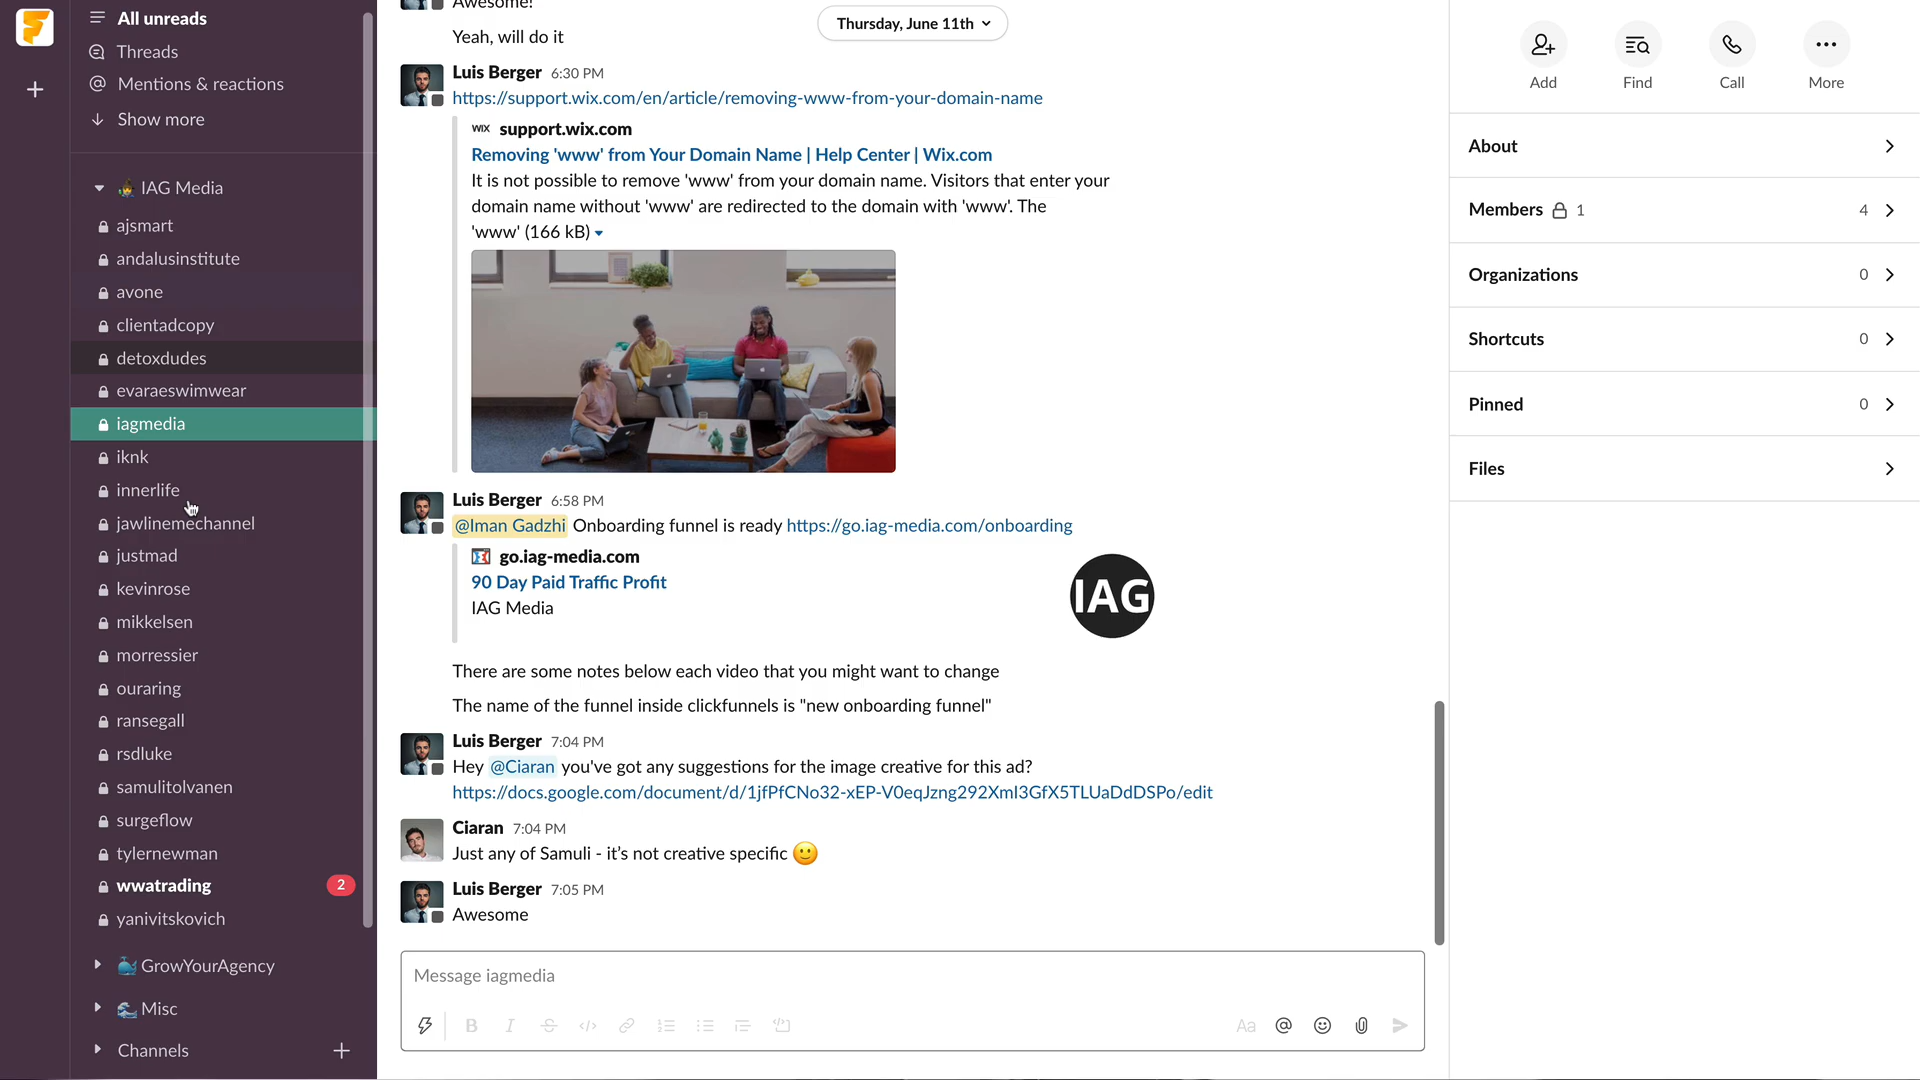 All unreads
Threads
Mentions & reactions
Show more
IAG Media
ajsmart
andalusinstitute
avone
clientadcopy
detoxdudes
evaraeswimwear
iagmedia
iknk
innerlife
jawlinemechannel
justmad
kevinrose
mikkelsen
morressier
ouraring
ransegall
rsdluke
samulitolvanen
surgeflow
tylernewman
wwatrading 2
yanivitskovich
GrowYourAgency
Misc
Channels
Awesome!
Thursday, June 11th
Yeah, will do it
Luis Berger 6:30 PM
https://support.wix.com/en/article/removing-www-from-your-domain-name
WIX support.wix.com
Removing 'www' from Your Domain Name | Help Center | Wix.com
It is not possible to remove 'www' from your domain name. Visitors that enter your
domain name without 'www' are redirected to the domain with 'www'. The
'www' (166 kB)
Luis Berger 6:58 PM
@Iman Gadzhi Onboarding funnel is ready https://go.iag-media.com/onboarding
go.iag-media.com
90 Day Paid Traffic Profit
IAG Media
IAG
There are some notes below each video that you might want to change
The name of the funnel inside clickfunnels is "new onboarding funnel"
Luis Berger 7:04 PM
Hey @Ciaran you've got any suggestions for the image creative for this ad?
https://docs.google.com/document/d/1jfPfCNo32-xEP-V0eqJzng292XmI3GfX5TLUaDdDSPo/edit
Ciaran 7:04 PM
Just any of Samuli - it's not creative specific
Luis Berger 7:05 PM
Awesome
Message iagmedia
B I S </> Aa @
Add
Find
Call
More
About
Members 1 4
Organizations 0
Shortcuts 0
Pinned 0
Files